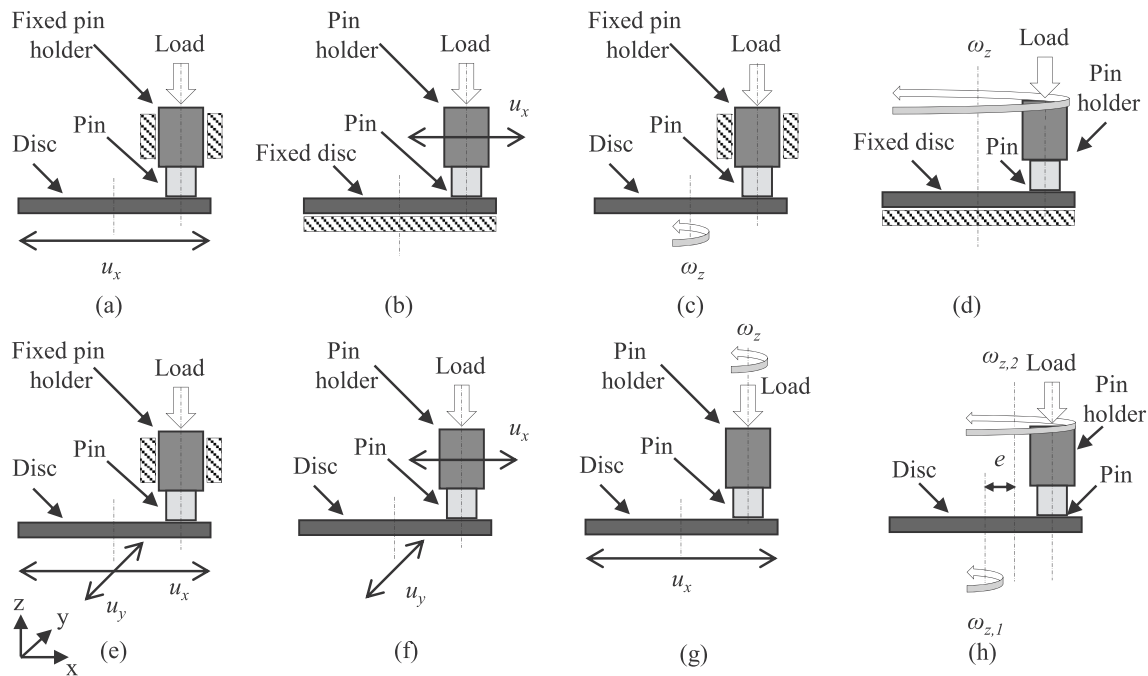 Fixed pin
holder
Load
Pin
Disc
u_x
(a)
Pin
holder
Load
u_x
Pin
Fixed disc
(b)
Fixed pin
holder
Load
Pin
Disc
ω_z
(c)
ω_z
Load
Pin
holder
Fixed disc
Pin
(d)
Fixed pin
holder
Load
Pin
Disc
u_x
u_y
z
y
x
(e)
Pin
holder
Load
u_x
Pin
Disc
u_y
(f)
ω_z
Pin
holder
Load
Pin
Disc
u_x
(g)
ω_z,2
Load
Pin
holder
e
Disc
Pin
ω_z,1
(h)